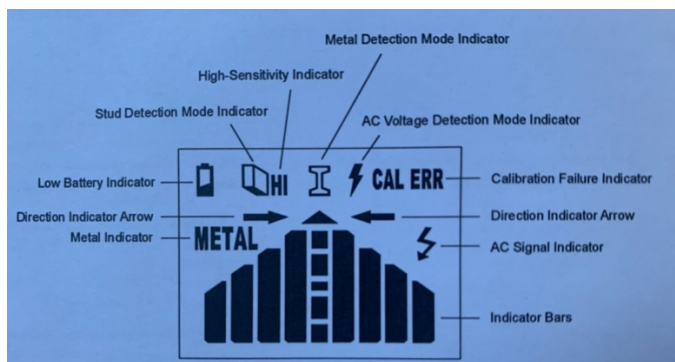 Metal Detection Mode Indicator
High-Sensitivity Indicator
Stud Detection Mode Indicator
AC Voltage Detection Mode Indicator
Low Battery Indicator
HI
CAL ERR
Calibration Failure Indicator
Direction Indicator Arrow
Direction Indicator Arrow
Metal Indicator
METAL
AC Signal Indicator
Indicator Bars